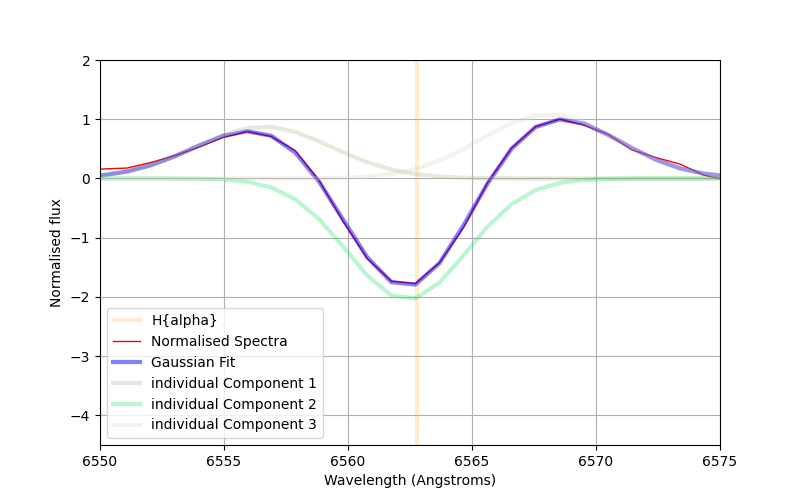 2
1
0
−1
−2
−3
−4
Normalised flux
H{alpha}
Normalised Spectra
Gaussian Fit
individual Component 1
individual Component 2
individual Component 3
6550 6555 6560 6565 6570 6575
Wavelength (Angstroms)